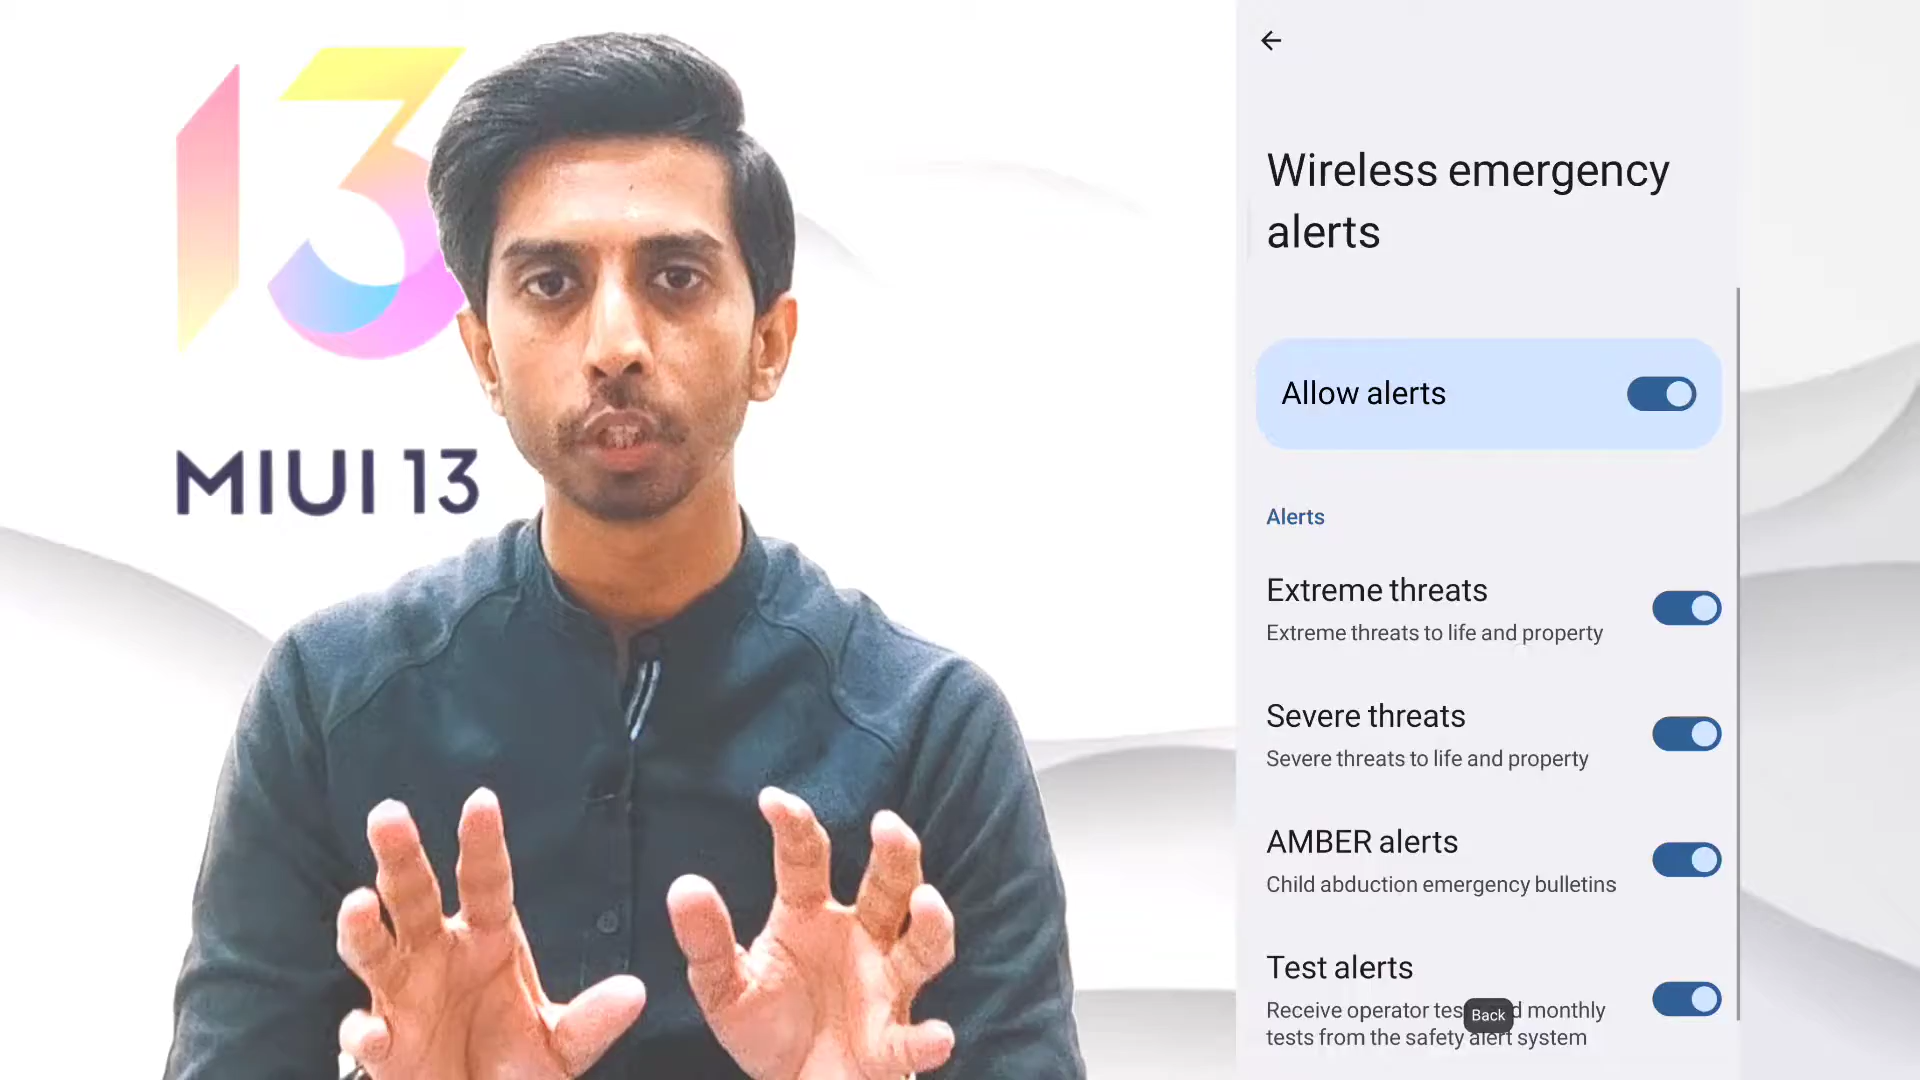 13
MIUI 13
Wireless emergency
alerts
Allow alerts
Alerts
Extreme threats
Extreme threats to life and property
Severe threats
Severe threats to life and property
AMBER alerts
Child abduction emergency bulletins
Test alerts
Receive operator monthly
Back
tests from the safety alert system